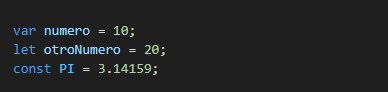 var numero = 10;
let otroNumero = 20;
const PI = 3.14159;